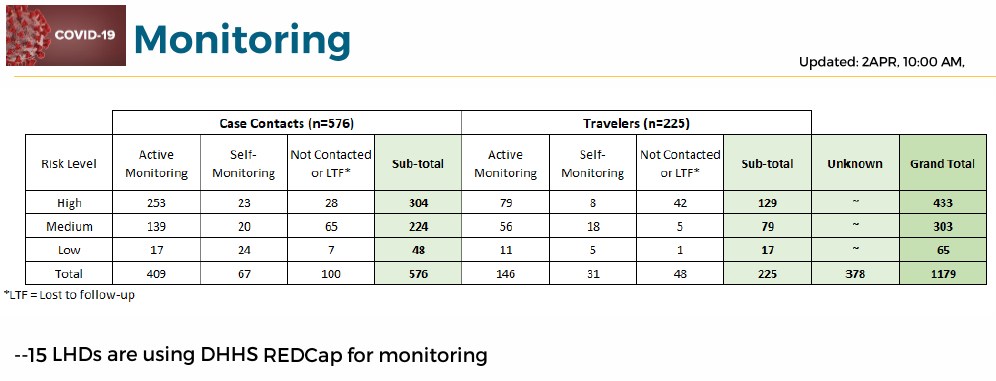 COVID-19 Monitoring
Updated: 2APR, 10:00 AM,
Case Contacts (n=576) Travelers (n=225)
Risk Level Active Monitoring Self-Monitoring Not Contacted or LTF* Sub-total Active Monitoring Self-Monitoring Not Contacted or LTF* Sub-total Unknown Grand Total
High 253 23 28 304 79 8 42 129 ~ 433
Medium 139 20 65 224 56 18 5 79 ~ 303
Low 17 24 7 48 11 5 1 17 ~ 65
Total 409 67 100 576 146 31 48 225 378 1179
*LTF = Lost to follow-up
--15 LHDs are using DHHS REDCap for monitoring